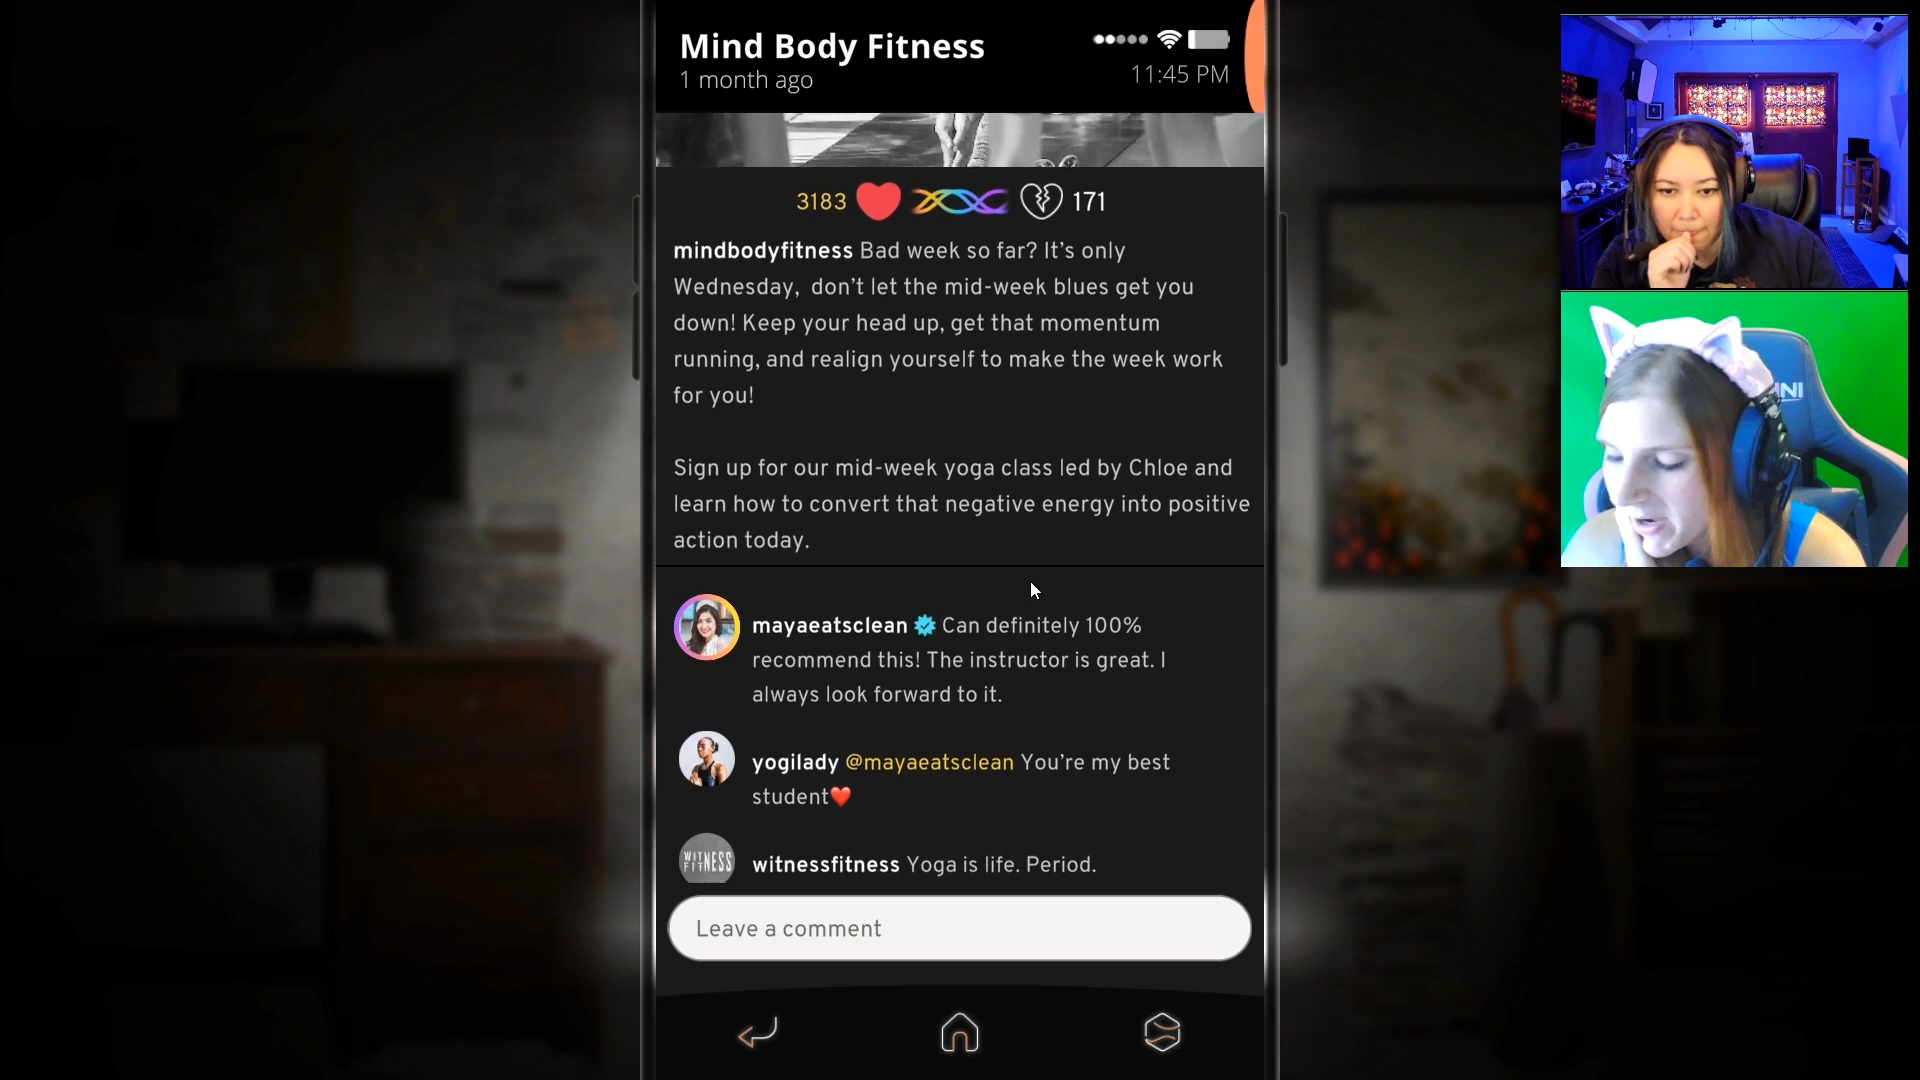 Mind Body Fitness
1 month ago
11:45 PM
3183
171
mindbodyfitness Bad week so far? It's only
Wednesday, don't let the mid-week blues get you
down! Keep your head up, get that momentum
running, and realign yourself to make the week work
for you!
Sign up for our mid-week yoga class led by Chloe and
learn how to convert that negative energy into positive
action today.
mayaeatsclean Can definitely 100%
recommend this! The instructor is great. I
always look forward to it.
yogilady @mayaeatsclean You're my best
student❤️
WITNESS
FITNESS
witnessfitness Yoga is life. Period.
Leave a comment